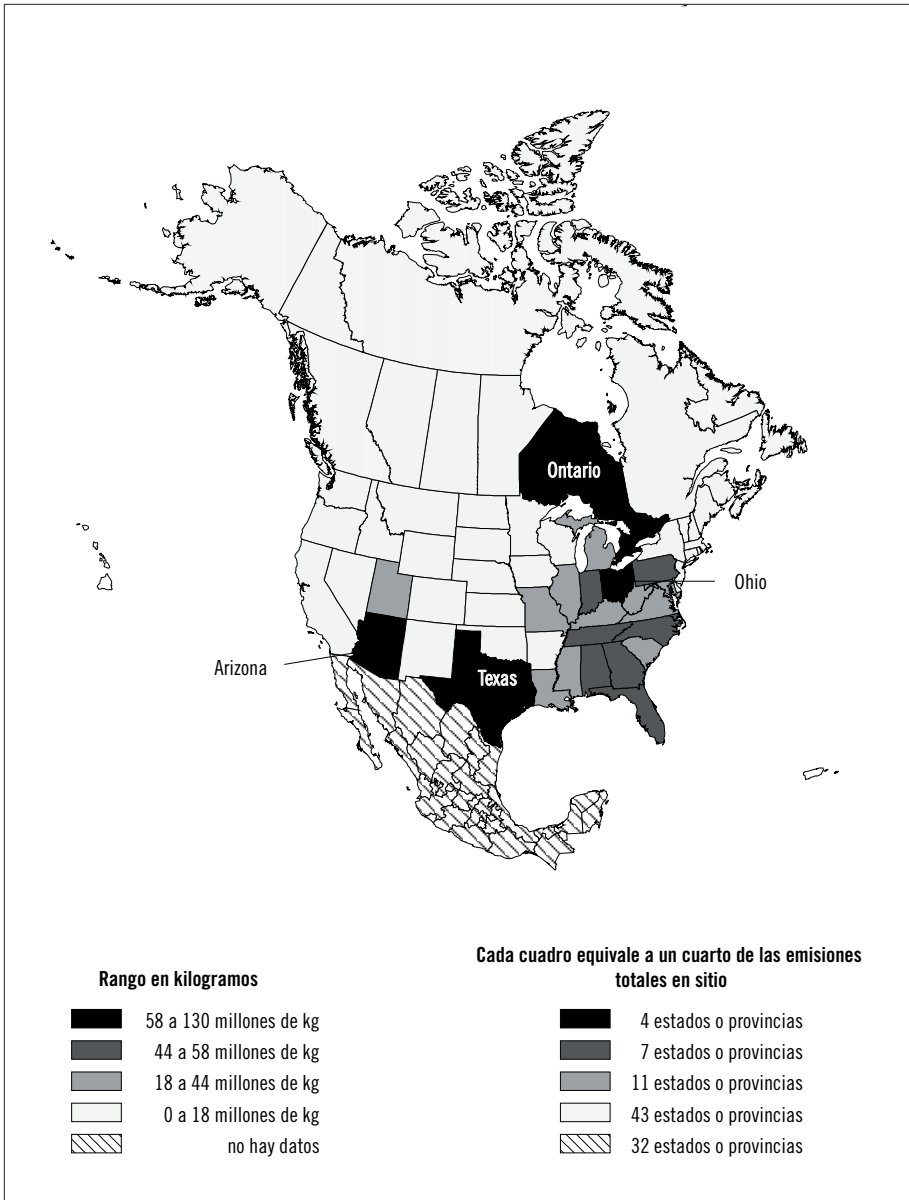 Ontario
Ohio
Arizona
Texas
Rango en kilogramos
58 a 130 millones de kg
44 a 58 millones de kg
18 a 44 millones de kg
0 a 18 millones de kg
no hay datos
Cada cuadro equivale a un cuarto de las emisiones
totales en sitio
4 estados o provincias
7 estados o provincias
11 estados o provincias
43 estados o provincias
32 estados o provincias